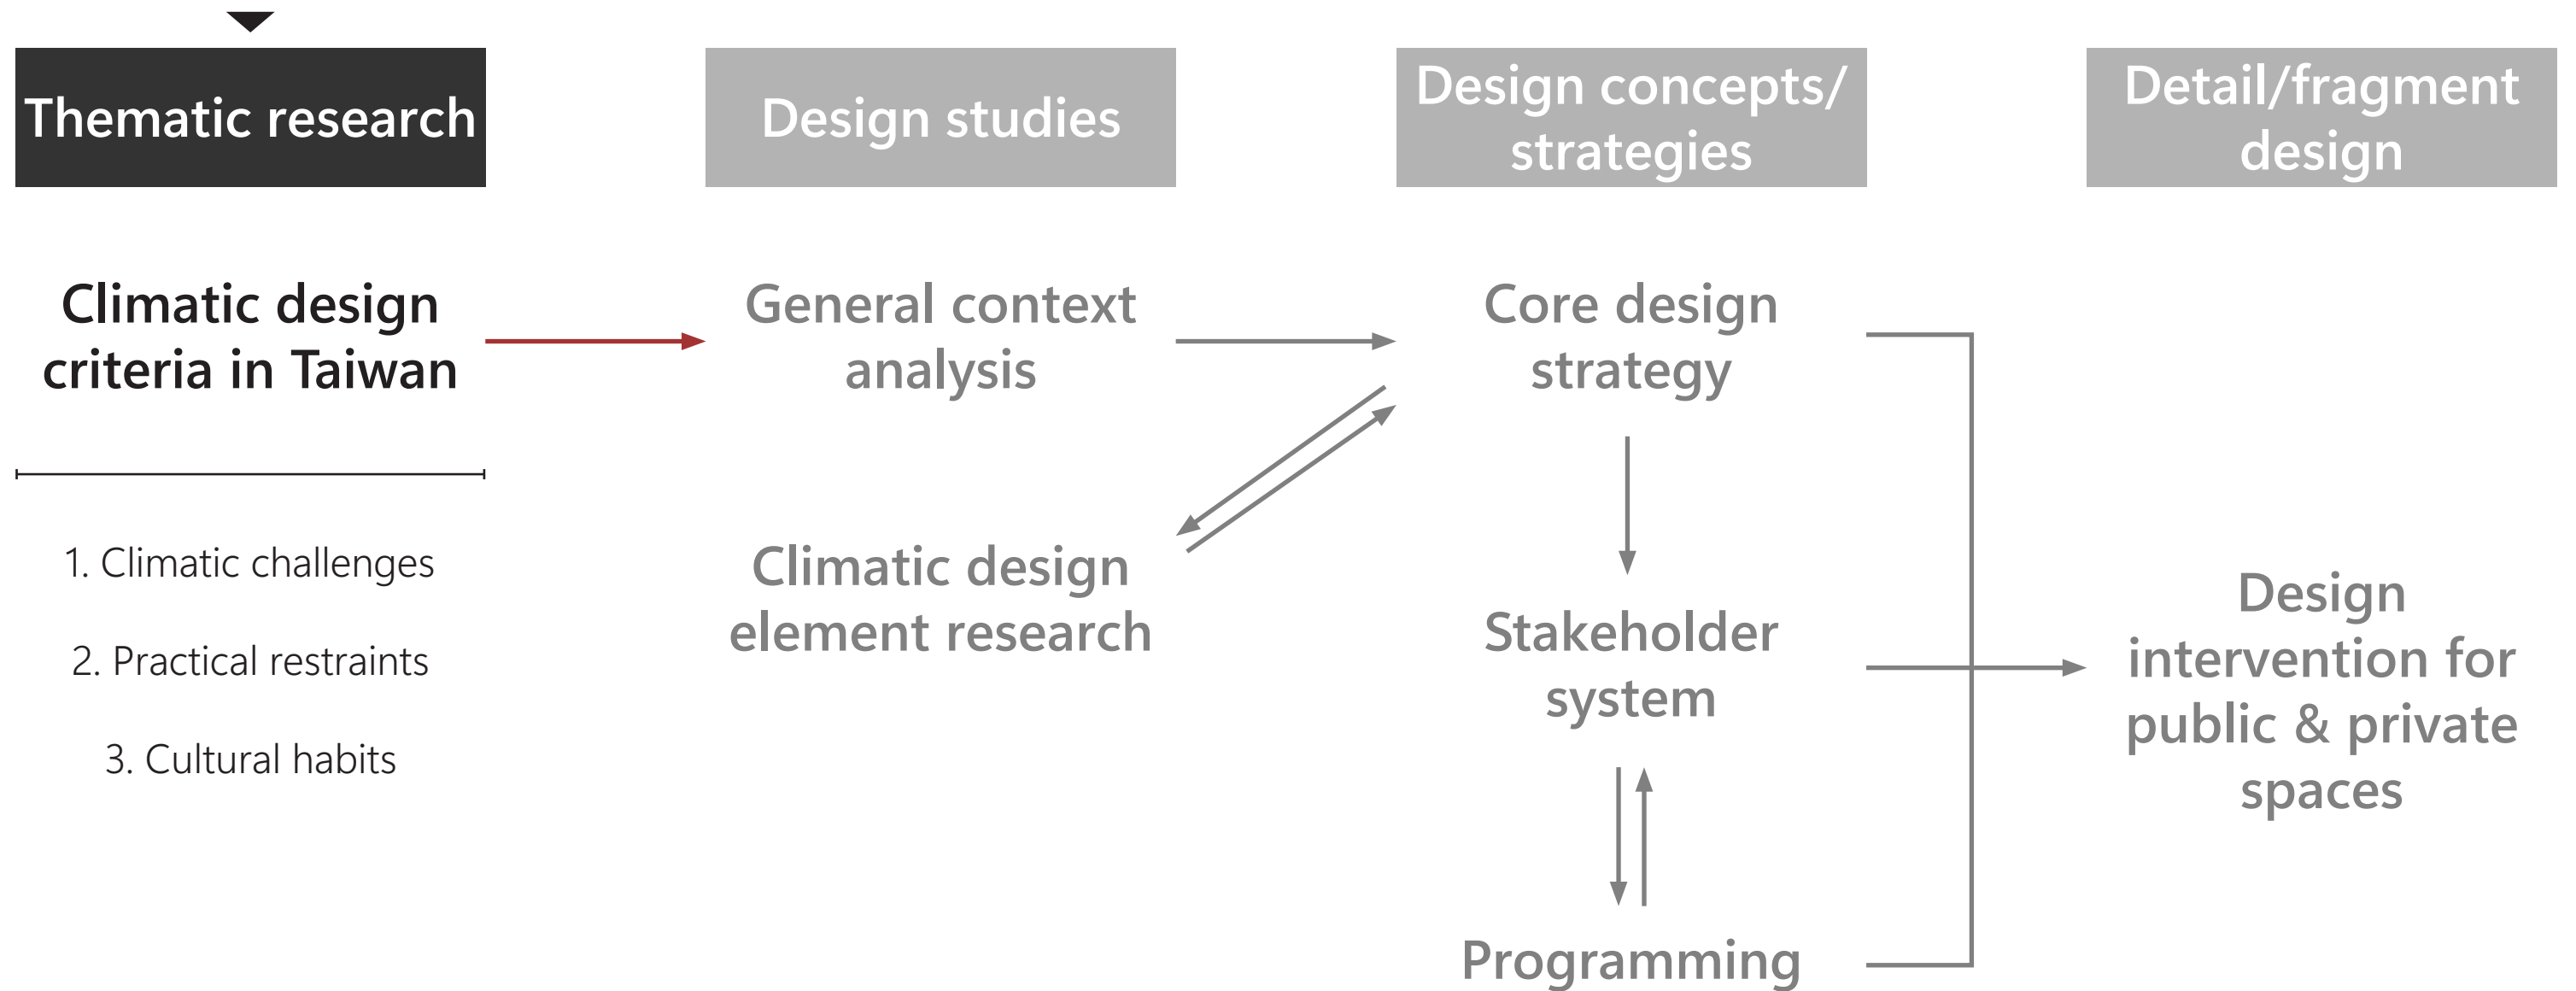 Thematic research
Design studies
Design concepts/
strategies
Detail/fragment
design
Climatic design
criteria in Taiwan
1. Climatic challenges
2. Practical restraints
3. Cultural habits
General context
analysis
Climatic design
element research
Core design
strategy
Stakeholder
system
Programming
Design
intervention for
public & private
spaces